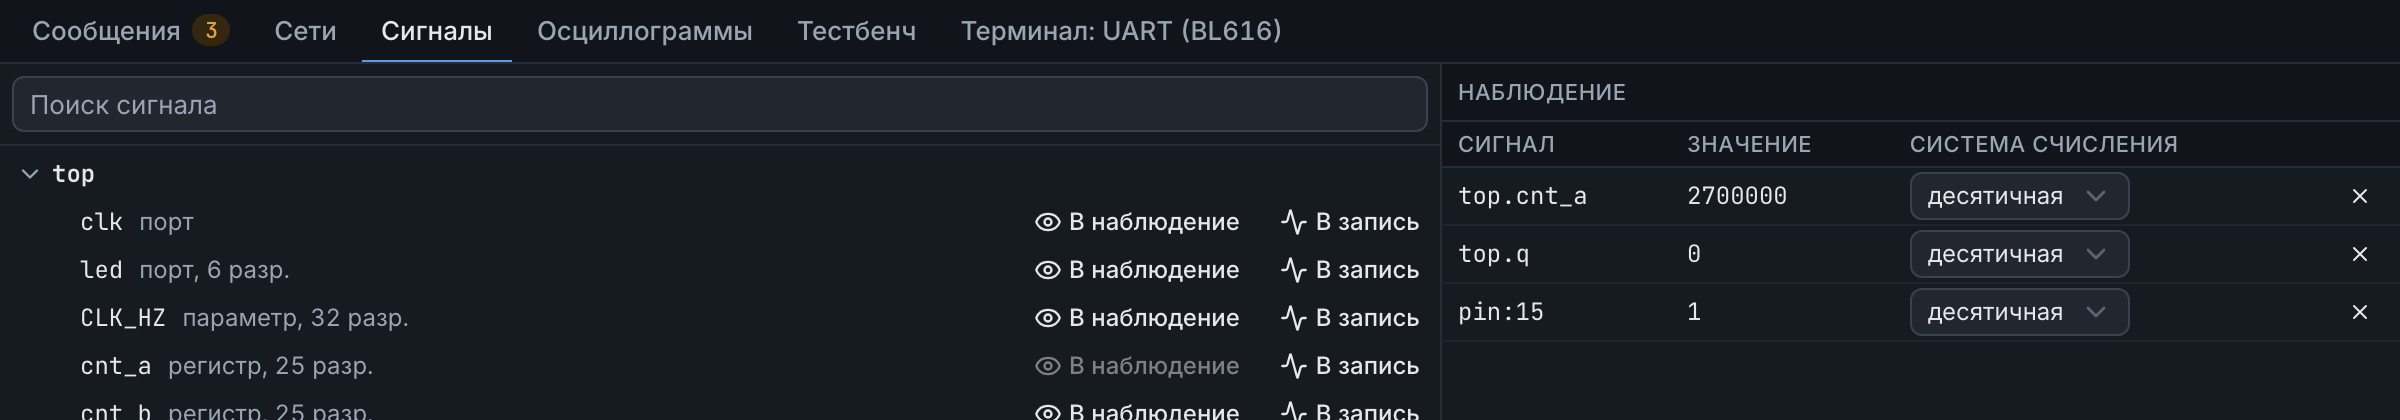 Сообщения 3 Сети Сигналы Осциллограммы Тестбенч Терминал: UART (BL616)
Поиск сигнала
top
clk порт В наблюдение В запись
led порт, 6 разр. В наблюдение В запись
CLK_HZ параметр, 32 разр. В наблюдение В запись
cnt_a регистр, 25 разр. В наблюдение В запись
cnt_b регистр, 25 разр. В наблюдение В запись
НАБЛЮДЕНИЕ
СИГНАЛ ЗНАЧЕНИЕ СИСТЕМА СЧИСЛЕНИЯ
top.cnt_a 2700000 десятичная
top.q 0 десятичная
pin:15 1 десятичная